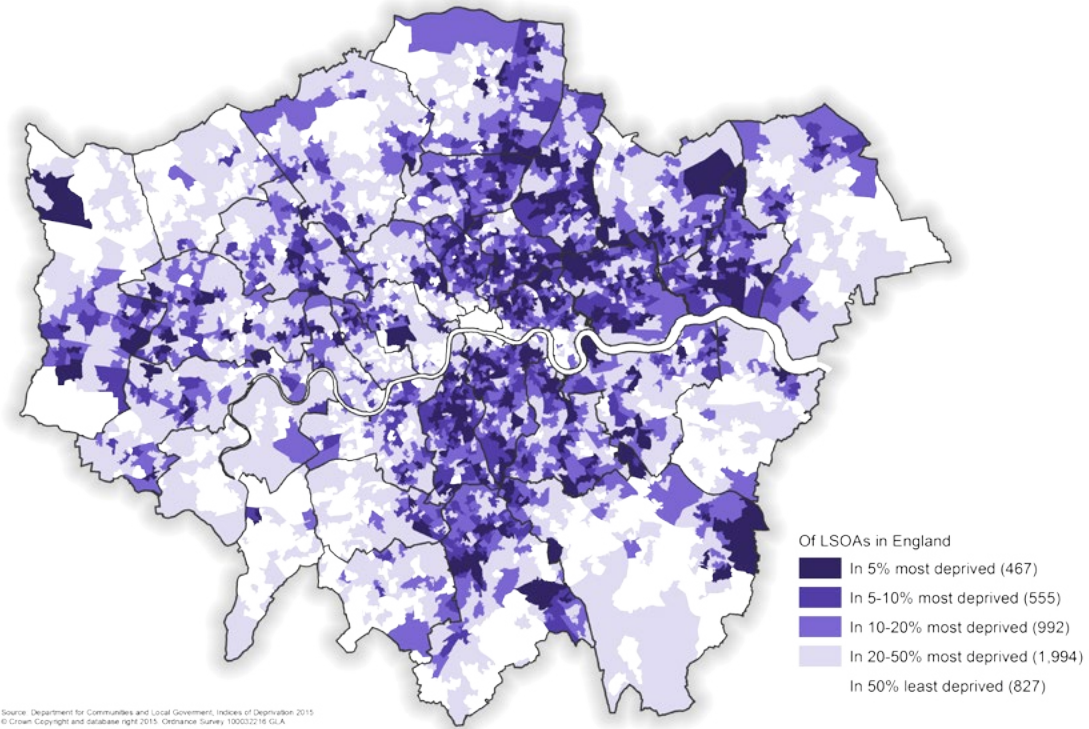 Of LSOAs in England
In 5% most deprived (467)
In 5-10% most deprived (555)
In 10-20% most deprived (992)
In 20-50% most deprived (1,994)
In 50% least deprived (827)
Source: Department for Communities and Local Government, Indices of Deprivation 2015
© Crown Copyright and database right 2015. Ordnance Survey 100032216 GLA